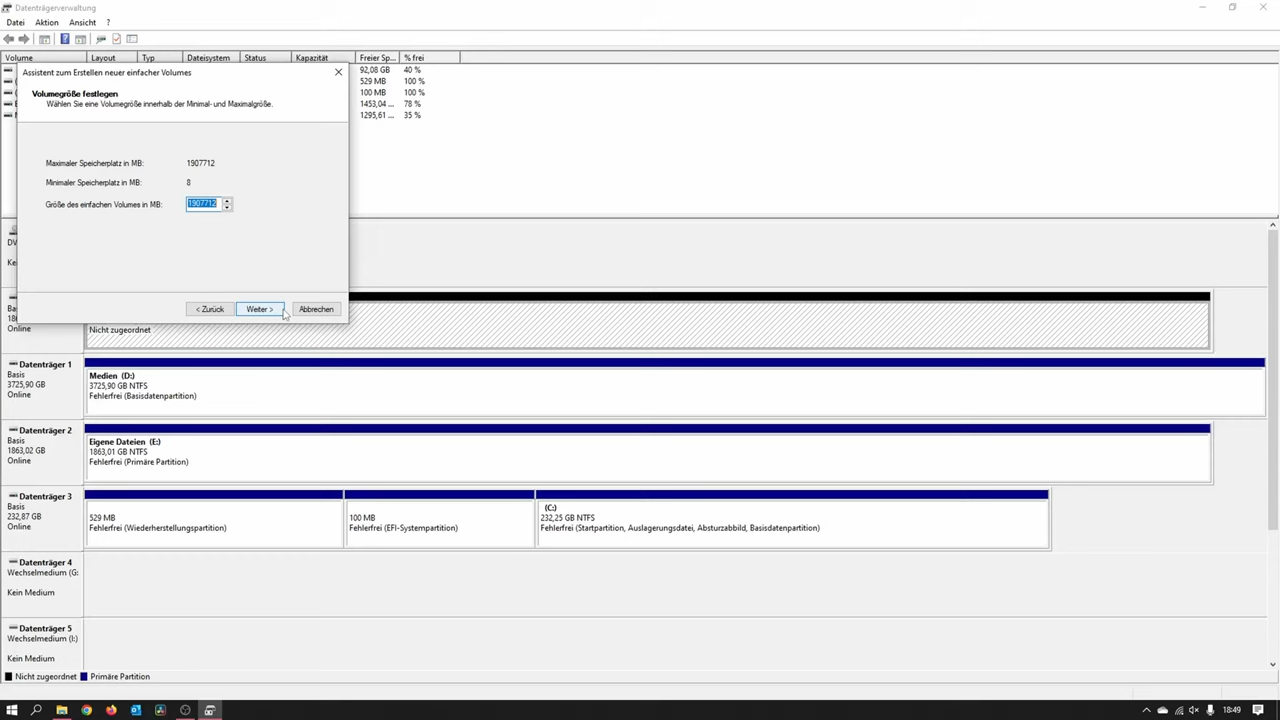 Datenträgerverwaltung
Datei Aktion Ansicht ?
Volume Layout Typ Dateisystem Status Kapazität Freier Sp... % frei
92,08 GB 40 %
529 MB 100 %
100 MB 100 %
1453,04 ... 78 %
1295,61 ... 35 %
Assistent zum Erstellen neuer einfacher Volumes
Volumegröße festlegen
Wählen Sie eine Volumegröße innerhalb der Minimal- und Maximalgröße.
Maximaler Speicherplatz in MB: 1907712
Minimaler Speicherplatz in MB: 8
Größe des einfachen Volumes in MB: 1907712
< Zurück Weiter > Abbrechen
Online
Nicht zugeordnet
Datenträger 1
Basis
3725,90 GB
Online
Medien (D:)
3725,90 GB NTFS
Fehlerfrei (Basisdatenpartition)
Datenträger 2
Basis
1863,02 GB
Online
Eigene Dateien (E:)
1863,01 GB NTFS
Fehlerfrei (Primäre Partition)
Datenträger 3
Basis
232,87 GB
Online
529 MB
Fehlerfrei (Wiederherstellungspartition)
100 MB
Fehlerfrei (EFI-Systempartition)
(C:)
232,25 GB NTFS
Fehlerfrei (Startpartition, Auslagerungsdatei, Absturzabbild, Basisdatenpartition)
Datenträger 4
Wechselmedium (G:
Kein Medium
Datenträger 5
Wechselmedium (I:)
Kein Medium
Nicht zugeordnet Primäre Partition
18:49